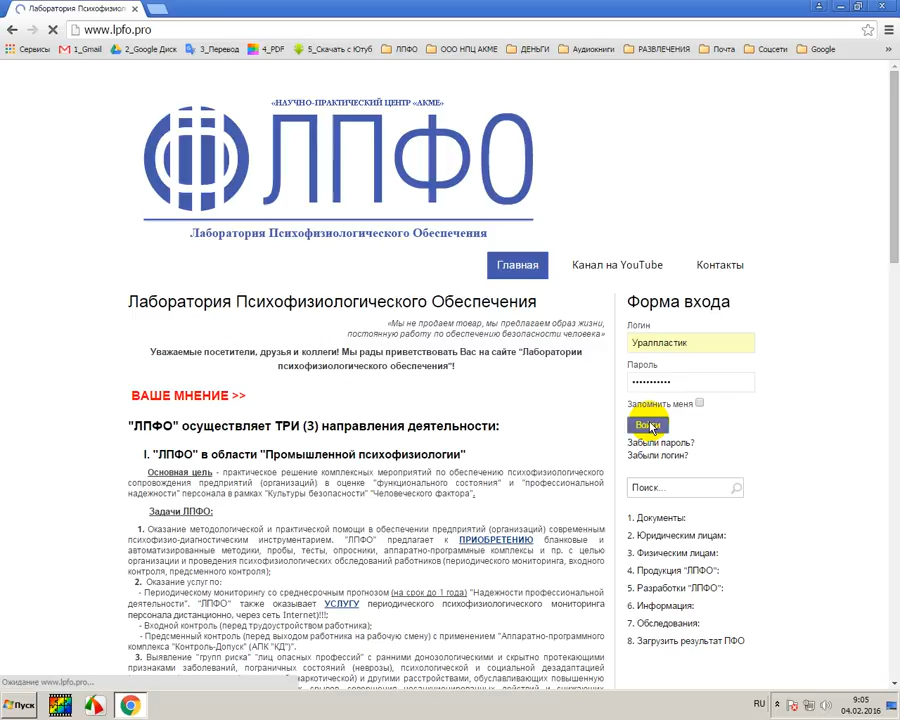 Лаборатория Психофизиол
www.lpfo.pro
Сервисы 1_Gmail 2_Google Диск 3_Перевод 4_PDF 5_Скачать с Ютуб ЛПФО ООО НПЦ АКМЕ ДЕНЬГИ Аудиокниги РАЗВЛЕЧЕНИЯ Почта Соцсети Google »
«НАУЧНО-ПРАКТИЧЕСКИЙ ЦЕНТР «АКМЕ»
ЛПФО
Лаборатория Психофизиологического Обеспечения
Главная Канал на YouTube Контакты
Лаборатория Психофизиологического Обеспечения
«Мы не продаем товар, мы предлагаем образ жизни,
постоянную работу по обеспечению безопасности человека»
Уважаемые посетители, друзья и коллеги! Мы рады приветствовать Вас на сайте "Лаборатории
психофизиологического обеспечения"!
ВАШЕ МНЕНИЕ >>
"ЛПФО" осуществляет ТРИ (3) направления деятельности:
I. "ЛПФО" в области "Промышленной психофизиологии"
Основная цель - практическое решение комплексных мероприятий по обеспечению психофизиологического
сопровождения предприятий (организаций) в оценке "функционального состояния" и "профессиональной
надежности" персонала в рамках "Культуры безопасности" "Человеческого фактора".
Задачи ЛПФО:
1. Оказание методологической и практической помощи в обеспечении предприятий (организаций) современным
психофизио-диагностическим инструментарием. "ЛПФО" предлагает к ПРИОБРЕТЕНИЮ бланковые и
автоматизированные методики, пробы, тесты, опросники, аппаратно-программные комплексы и пр. с целью
организации и проведения психофизиологических обследований работников (периодического мониторинга, входного
контроля, предсменного контроля);
2. Оказание услуг по:
- Периодическому мониторингу со среднесрочным прогнозом (на срок до 1 года) "Надежности профессиональной
деятельности". "ЛПФО" также оказывает УСЛУГУ периодического психофизиологического мониторинга
персонала дистанционно, через сеть Internet)!!!;
- Входной контроль (перед трудоустройством работника);
- Предсменный контроль (перед выходом работника на рабочую смену) с применением "Аппаратно-программного
комплекса "Контроль-Допуск" (АПК "КД")".
3. Выявление "групп риска" "лиц опасных профессий" с ранними донозологическими и скрытно протекающими
признаками заболеваний, пограничных состояний (неврозы), психологической и социальной дезадаптацией
наркотической) и другими расстройствами, обуславливающих повышенную
Форма входа
Логин
Уралпластик
Пароль
•••••••••••
Запомнить меня
Войти
Забыли пароль?
Забыли логин?
Поиск...
1. Документы:
2. Юридическим лицам:
3. Физическим лицам:
4. Продукция "ЛПФО":
5. Разработки "ЛПФО":
6. Информация:
7. Обследования:
8. Загрузить результат ПФО
Ожидание www.lpfo.pro...
Пуск
RU
9:05
04.02.2016